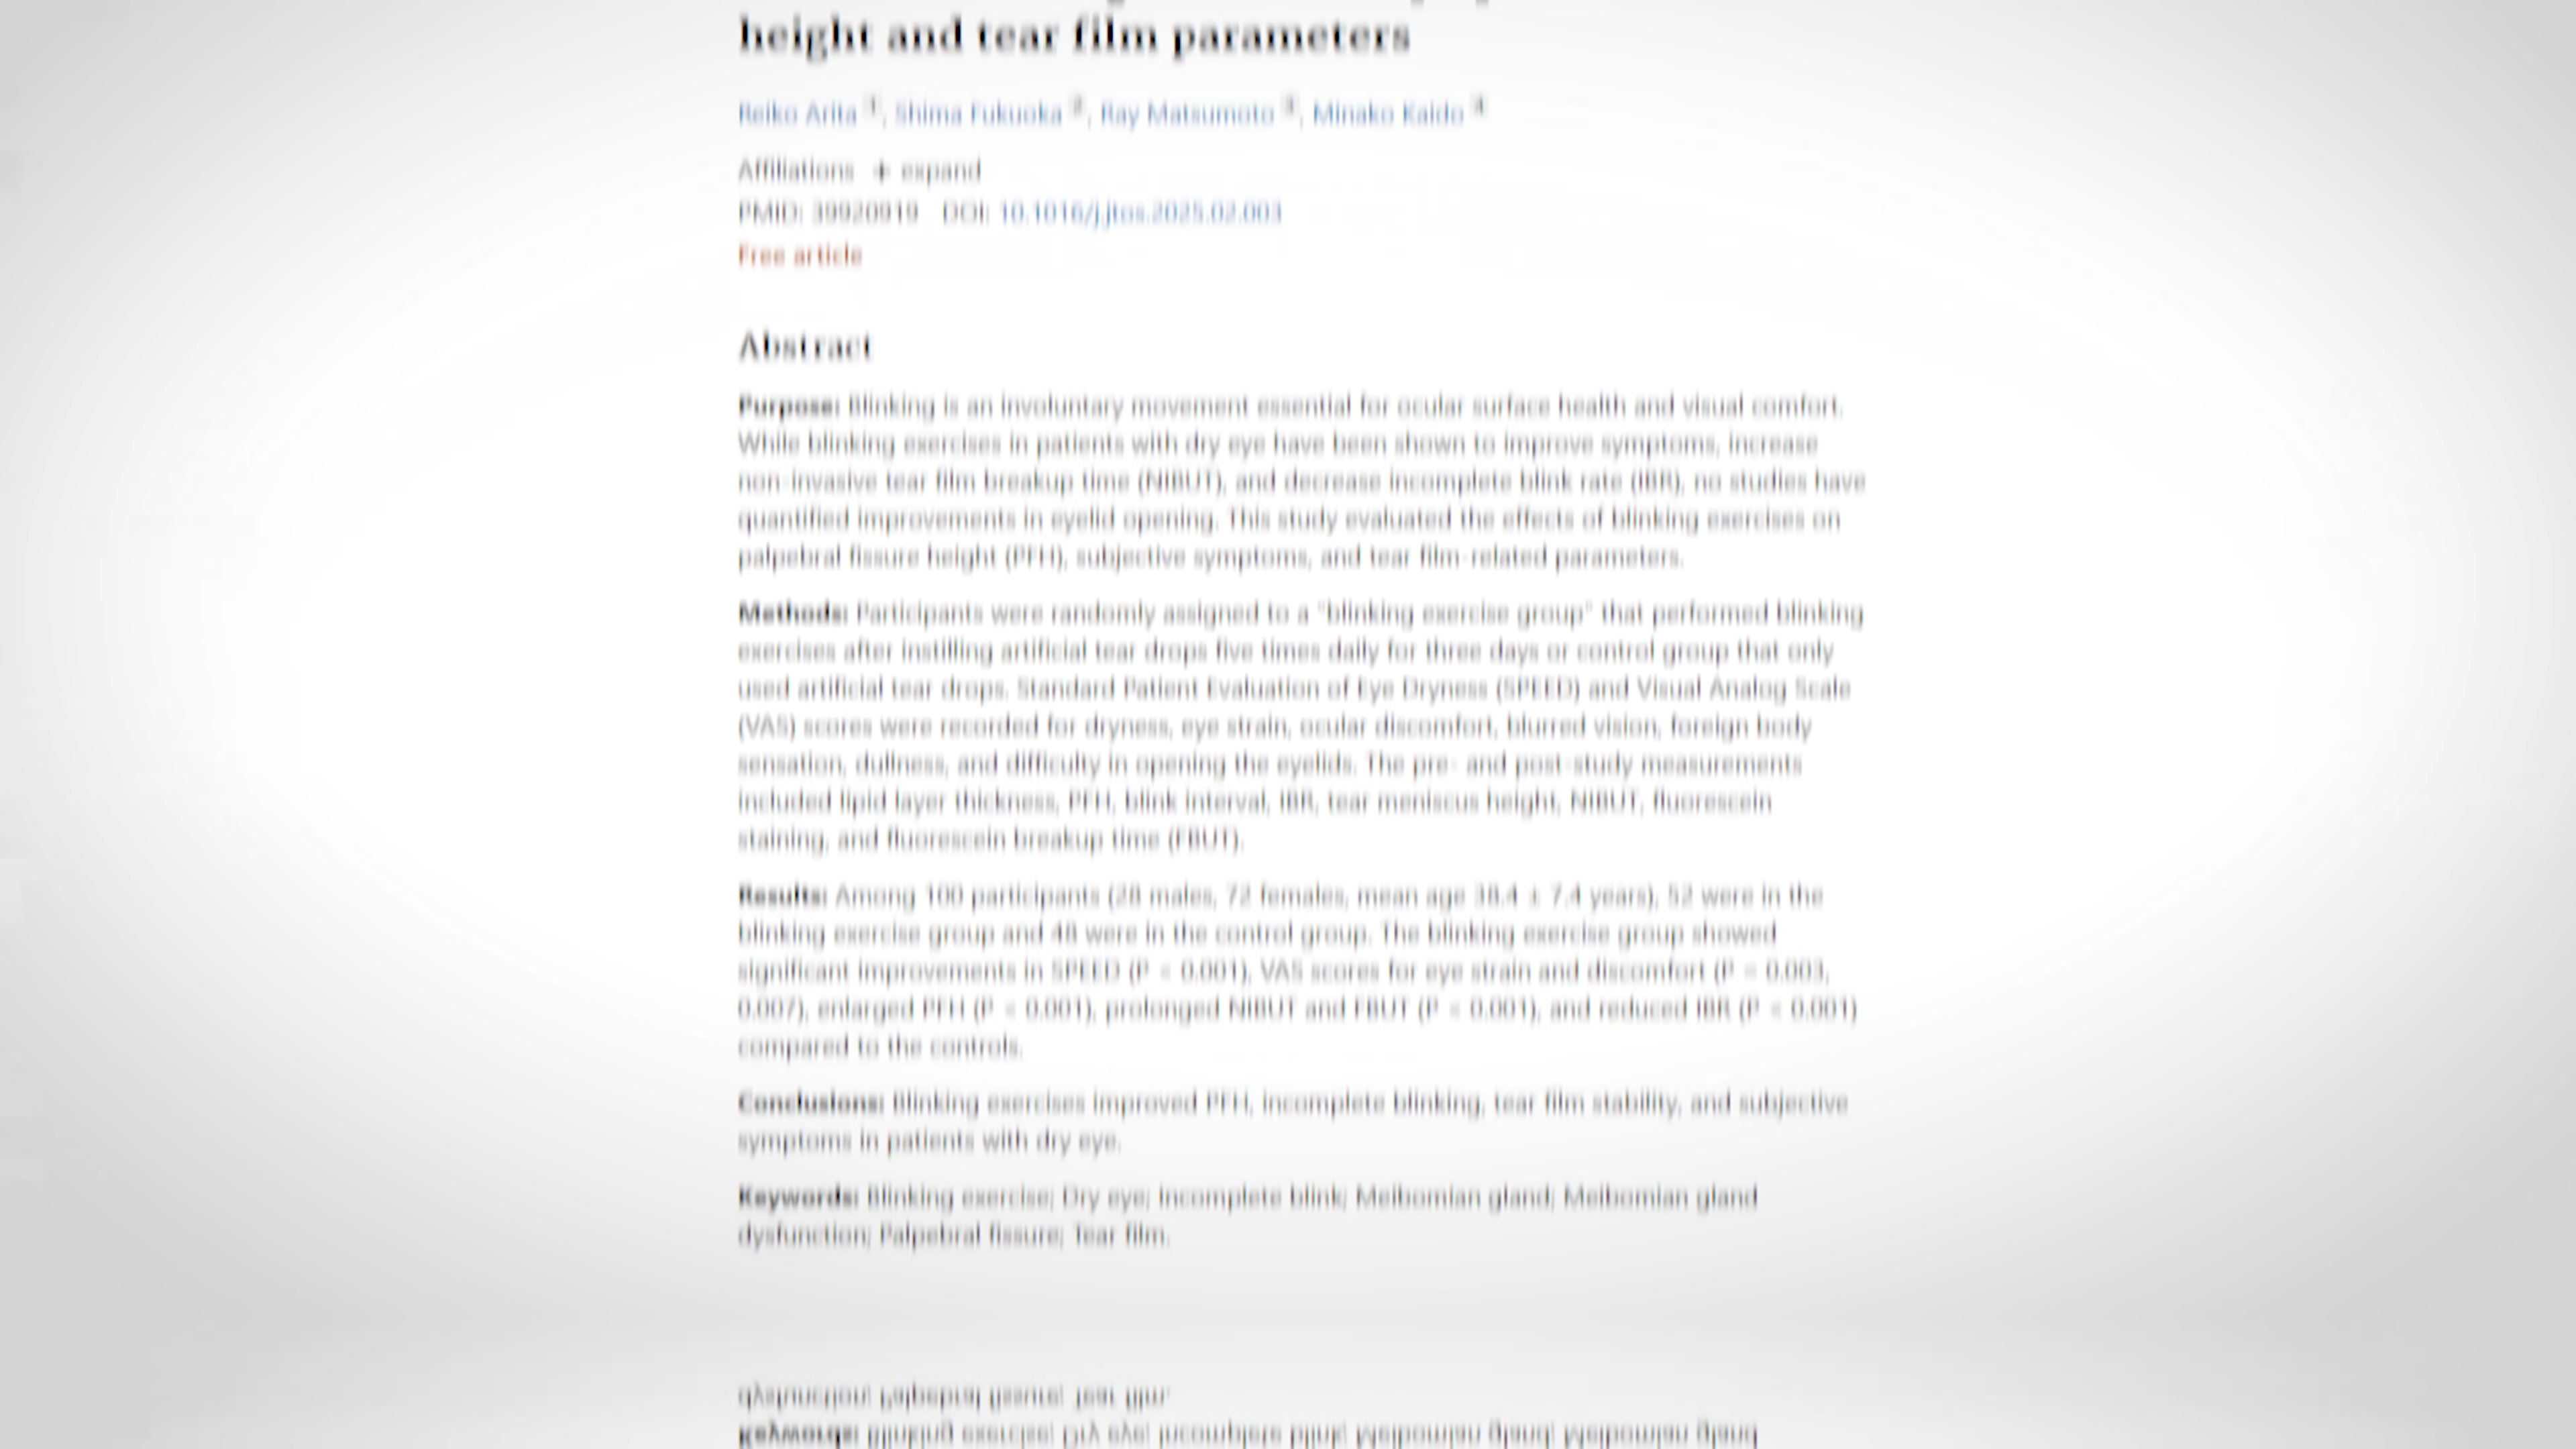 height and tear film parameters
Reiko Arita 1, Shima Fukuoka 2, Ray Matsumoto 3, Minako Kaido 4
Affiliations + expand
PMID: 39920919 DOI: 10.1016/j.jtos.2025.02.003
Free article
Abstract
Purpose: Blinking is an involuntary movement essential for ocular surface health and visual comfort.
While blinking exercises in patients with dry eye have been shown to improve symptoms, increase
non-invasive tear film breakup time (NIBUT), and decrease incomplete blink rate (IBR), no studies have
quantified improvements in eyelid opening. This study evaluated the effects of blinking exercises on
palpebral fissure height (PFH), subjective symptoms, and tear film-related parameters.
Methods: Participants were randomly assigned to a "blinking exercise group" that performed blinking
exercises after instilling artificial tear drops five times daily for three days or control group that only
used artificial tear drops. Standard Patient Evaluation of Eye Dryness (SPEED) and Visual Analog Scale
(VAS) scores were recorded for dryness, eye strain, ocular discomfort, blurred vision, foreign body
sensation, dullness, and difficulty in opening the eyelids. The pre- and post-study measurements
included lipid layer thickness, PFH, blink interval, IBR, tear meniscus height, NIBUT, fluorescein
staining, and fluorescein breakup time (FBUT).
Results: Among 100 participants (28 males, 72 females, mean age 38.4 ± 7.4 years), 52 were in the
blinking exercise group and 48 were in the control group. The blinking exercise group showed
significant improvements in SPEED (P < 0.001), VAS scores for eye strain and discomfort (P = 0.003,
0.007), enlarged PFH (P < 0.001), prolonged NIBUT and FBUT (P < 0.001), and reduced IBR (P < 0.001)
compared to the controls.
Conclusions: Blinking exercises improved PFH, incomplete blinking, tear film stability, and subjective
symptoms in patients with dry eye.
Keywords: Blinking exercise; Dry eye; Incomplete blink; Meibomian gland; Meibomian gland
dysfunction; Palpebral fissure; Tear film.